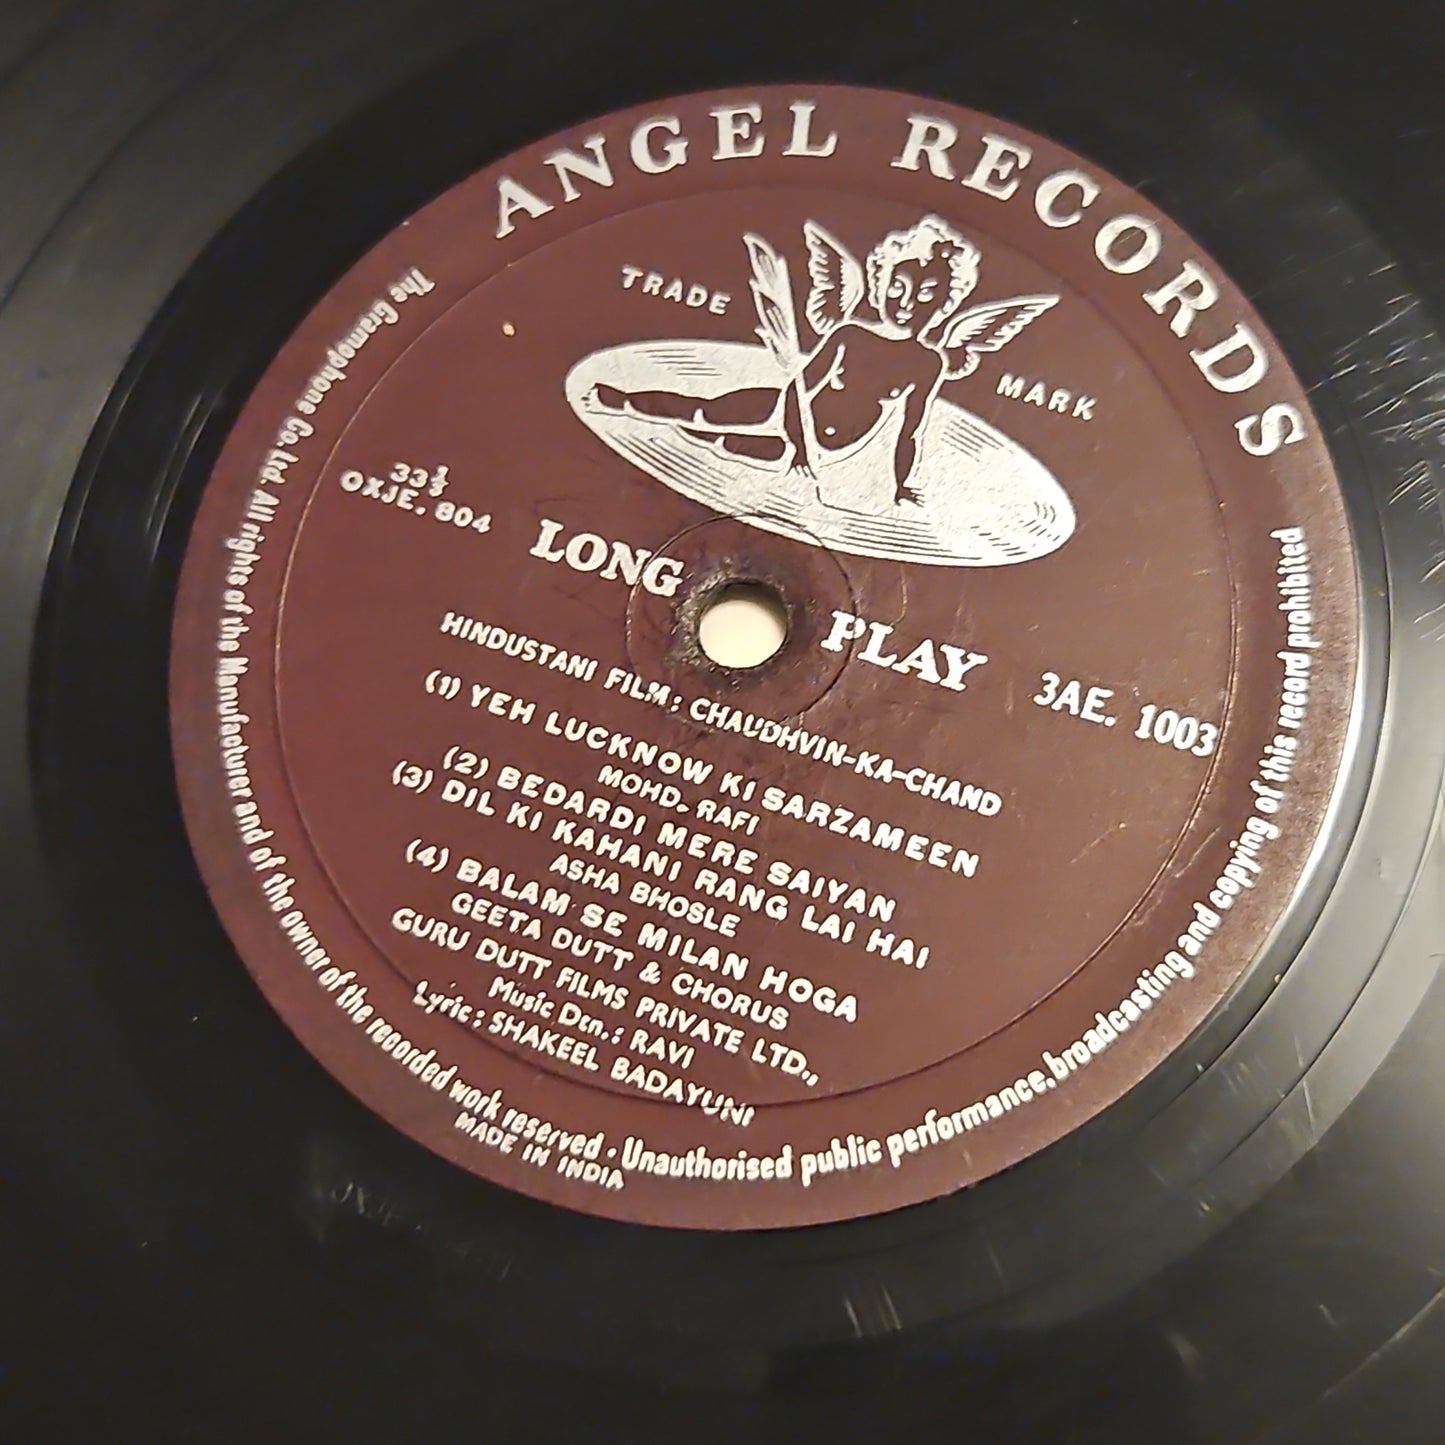 ANGEL RECORDS
TRADE MARK
33⅓
OXJE. 804
LONG PLAY
3AE. 1003
HINDUSTANI FILM; CHAUDHVIN-KA-CHAND
(1) YEH LUCKNOW KI SARZAMEEN
MOHD. RAFI
(2) BEDARDI MERE SAIYAN
(3) DIL KI KAHANI RANG LAI HAI
ASHA BHOSLE
(4) BALAM SE MILAN HOGA
GEETA DUTT & CHORUS
GURU DUTT FILMS PRIVATE LTD.,
Music Dcn.: RAVI
Lyric; SHAKEEL BADAYUNI
The Gramophone Co. Ltd. All rights of the Manufacturer and of the owner of the recorded work reserved · Unauthorised public performance, broadcasting and copying of this record prohibited
MADE IN INDIA